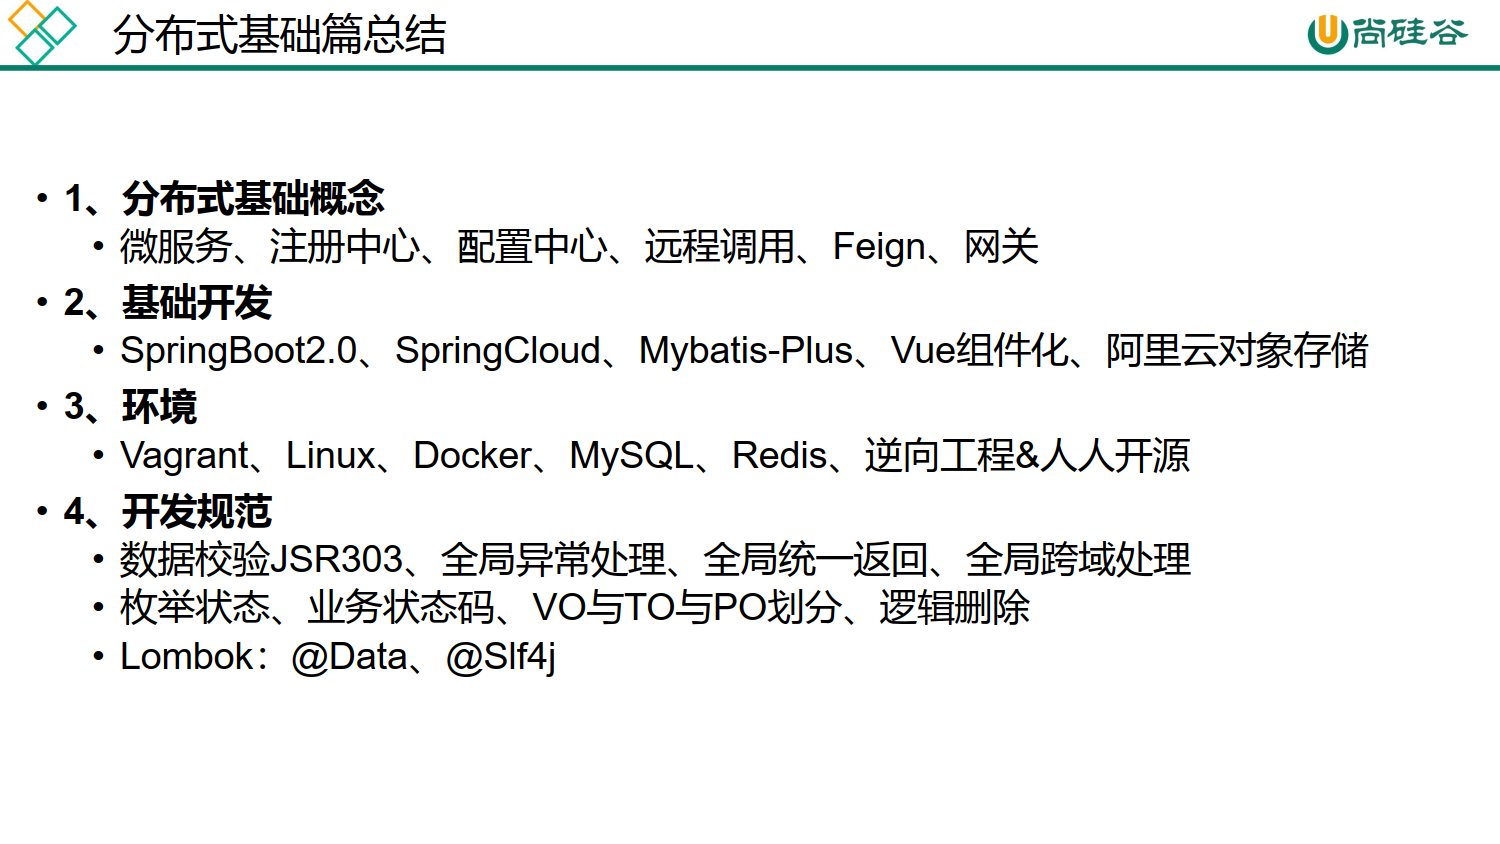 分布式基础篇总结
尚硅谷
• 1、分布式基础概念
• 微服务、注册中心、配置中心、远程调用、Feign、网关
• 2、基础开发
• SpringBoot2.0、SpringCloud、Mybatis-Plus、Vue组件化、阿里云对象存储
• 3、环境
• Vagrant、Linux、Docker、MySQL、Redis、逆向工程&人人开源
• 4、开发规范
• 数据校验JSR303、全局异常处理、全局统一返回、全局跨域处理
• 枚举状态、业务状态码、VO与TO与PO划分、逻辑删除
• Lombok：@Data、@Slf4j